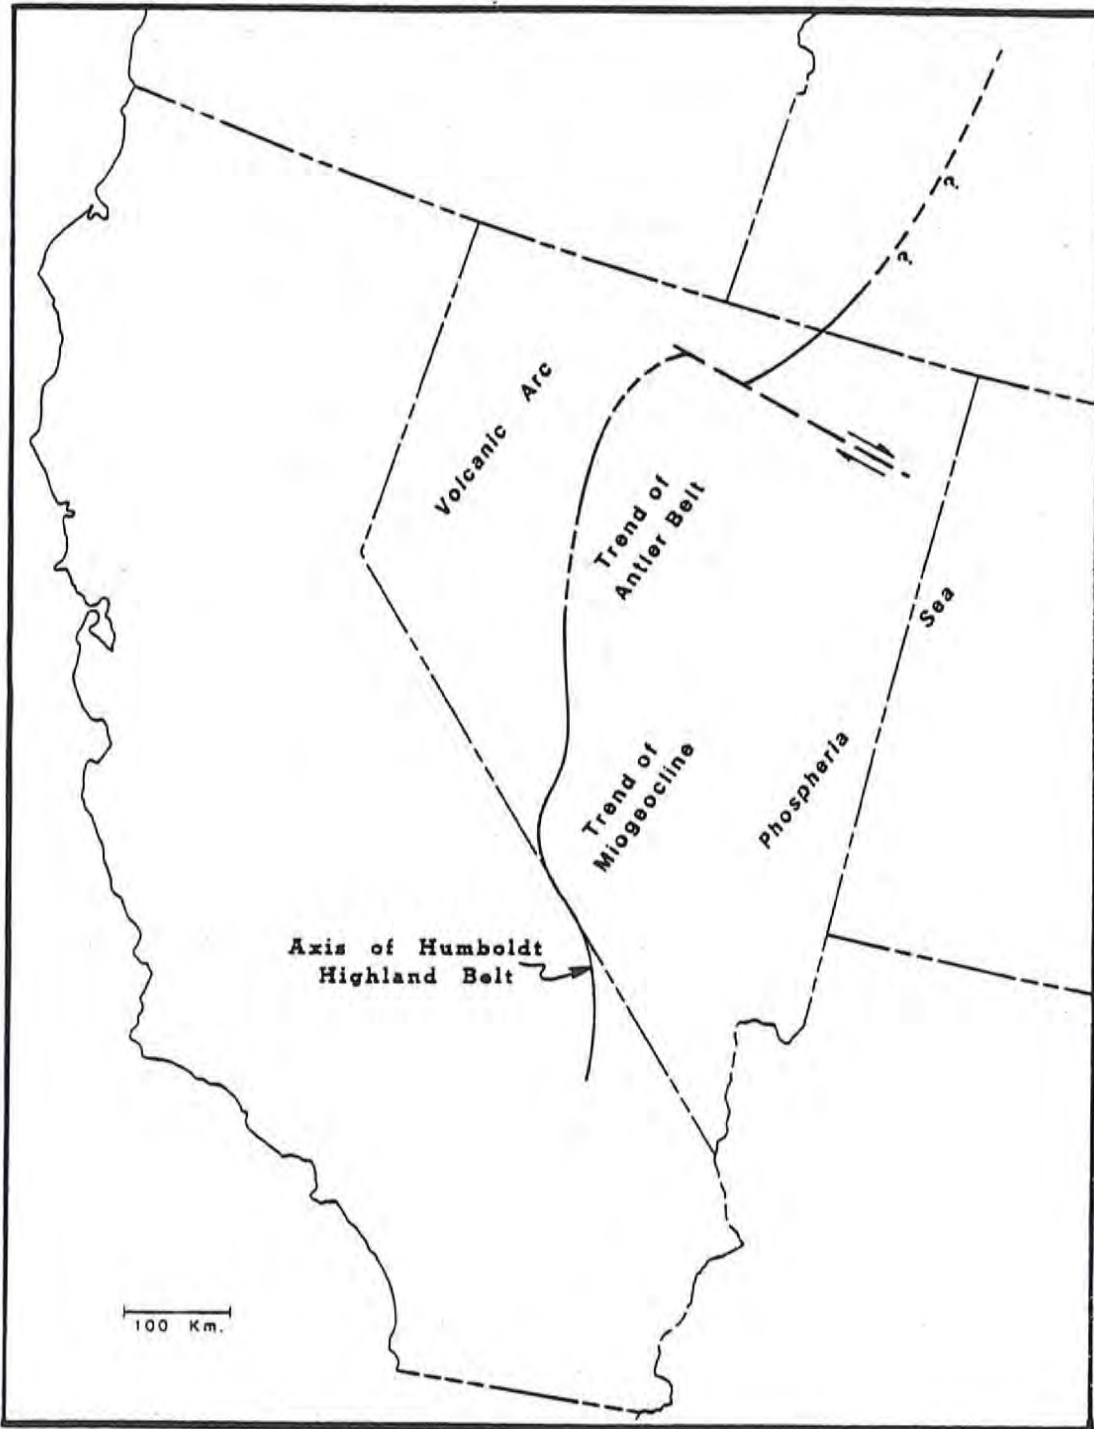 ?
?
Volcanic Arc
Trend of
Antler Belt
Phospheria Sea
Trend of
Miogeocline
Axis of Humboldt
Highland Belt
100 Km.